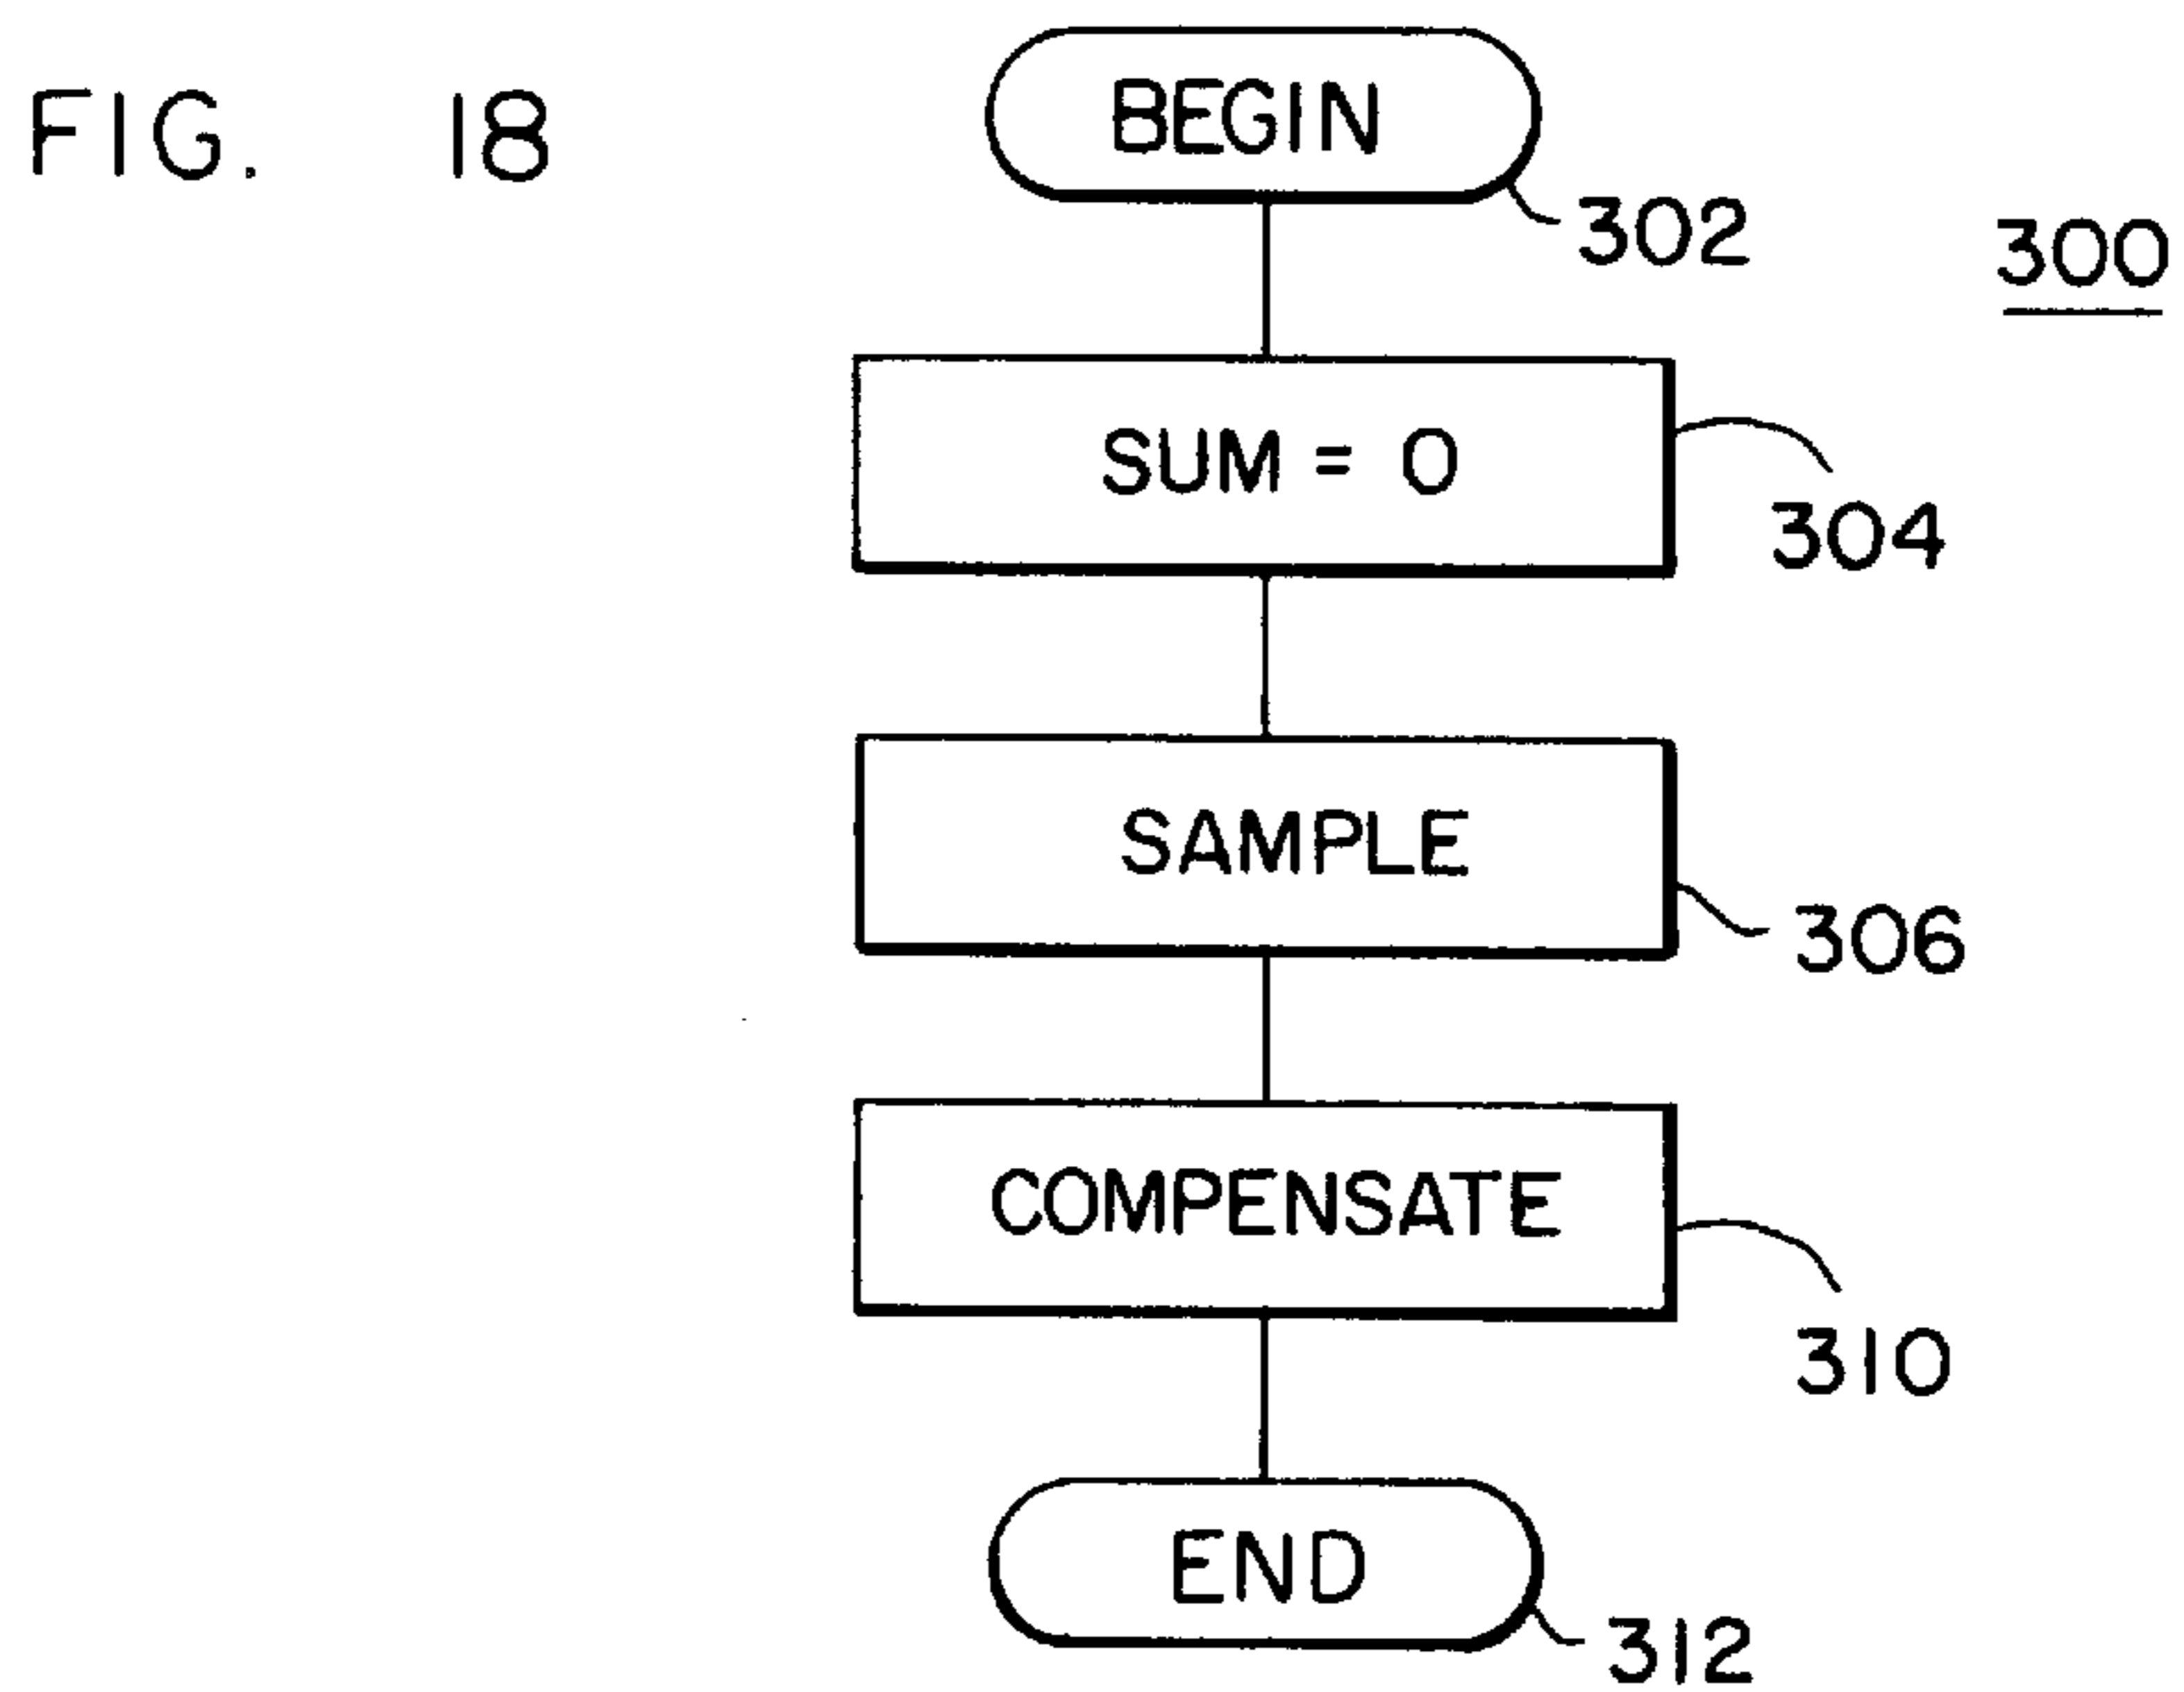 FIG. 18
BEGIN
302
300
SUM = 0
304
SAMPLE
306
COMPENSATE
310
END
312